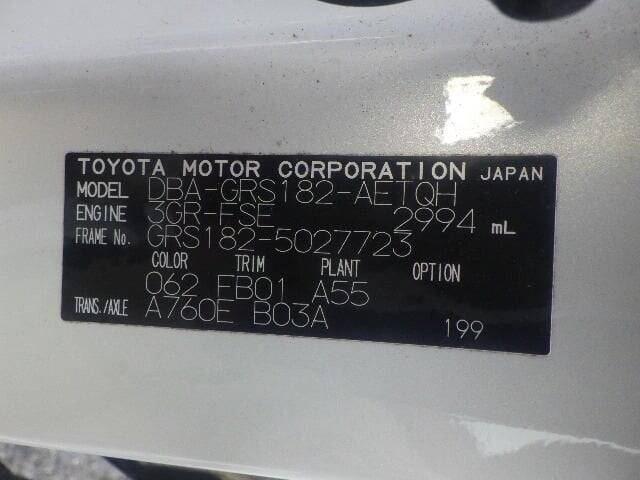 TOYOTA MOTOR CORPORATION JAPAN
MODEL DBA-GRS182-AETQH
ENGINE 3GR-FSE 2994 mL
FRAME No. GRS182-5027723
COLOR TRIM PLANT OPTION
062 FB01 A55
TRANS./AXLE A760E B03A
199